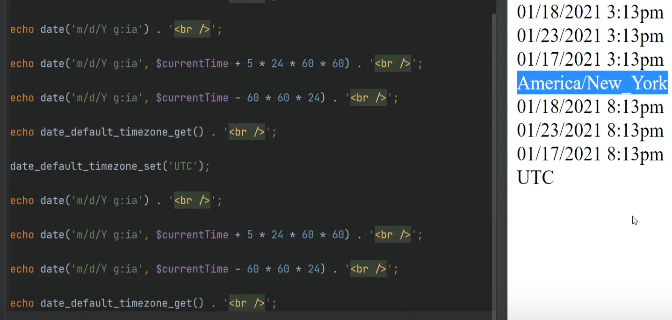 echo date('m/d/Y g:ia') . '<br />';
echo date('m/d/Y g:ia', $currentTime + 5 * 24 * 60 * 60) . '<br />';
echo date('m/d/Y g:ia', $currentTime - 60 * 60 * 24) . '<br />';
echo date_default_timezone_get() . '<br />';
date_default_timezone_set('UTC');
echo date('m/d/Y g:ia') . '<br />';
echo date('m/d/Y g:ia', $currentTime + 5 * 24 * 60 * 60) . '<br />';
echo date('m/d/Y g:ia', $currentTime - 60 * 60 * 24) . '<br />';
echo date_default_timezone_get() . '<br />';
01/18/2021 3:13pm
01/23/2021 3:13pm
01/17/2021 3:13pm
America/New_York
01/18/2021 8:13pm
01/23/2021 8:13pm
01/17/2021 8:13pm
UTC